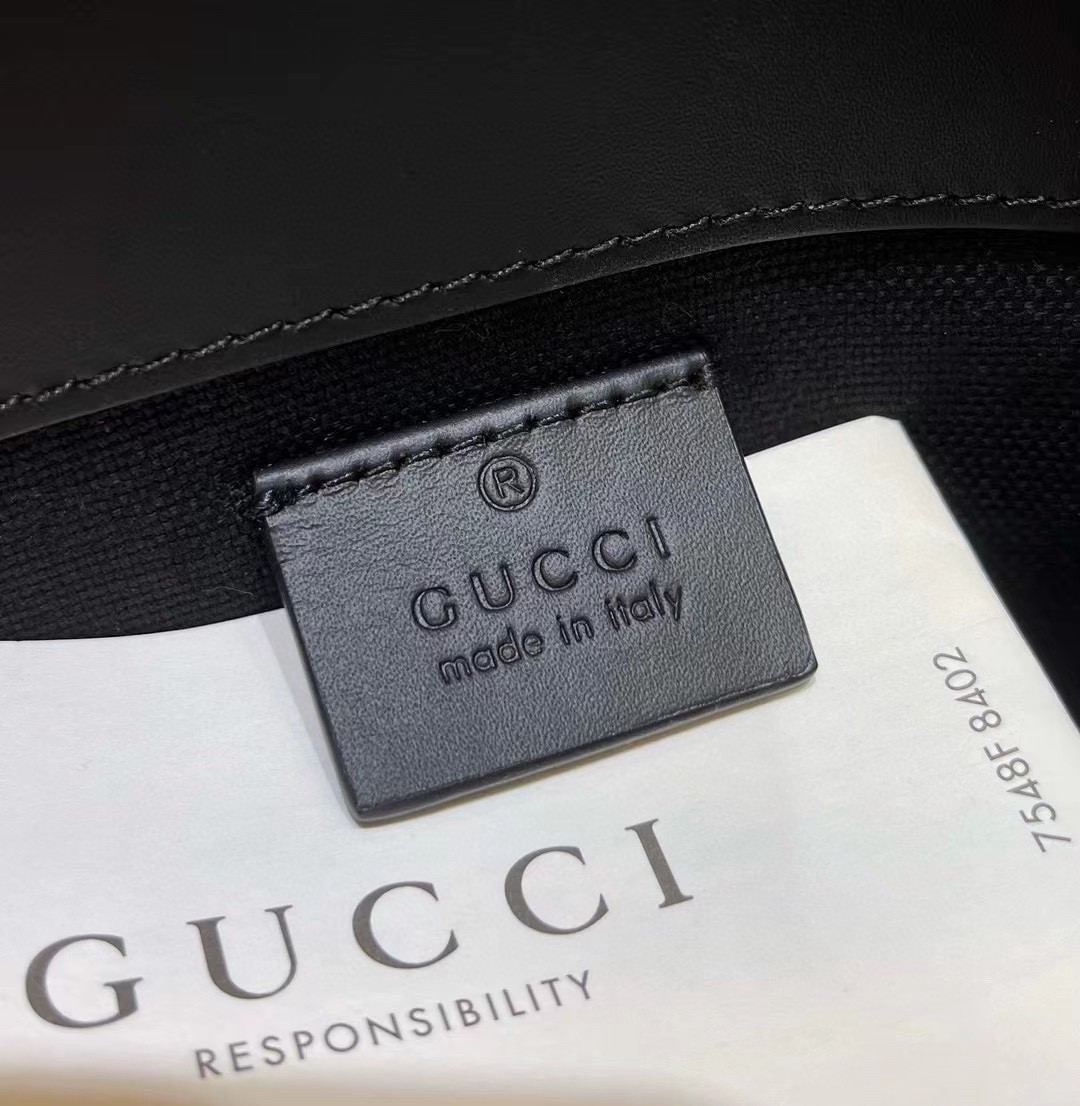 ®
GUCCI
made in italy
7548F 8402
GUCCI
RESPONSIBILITY